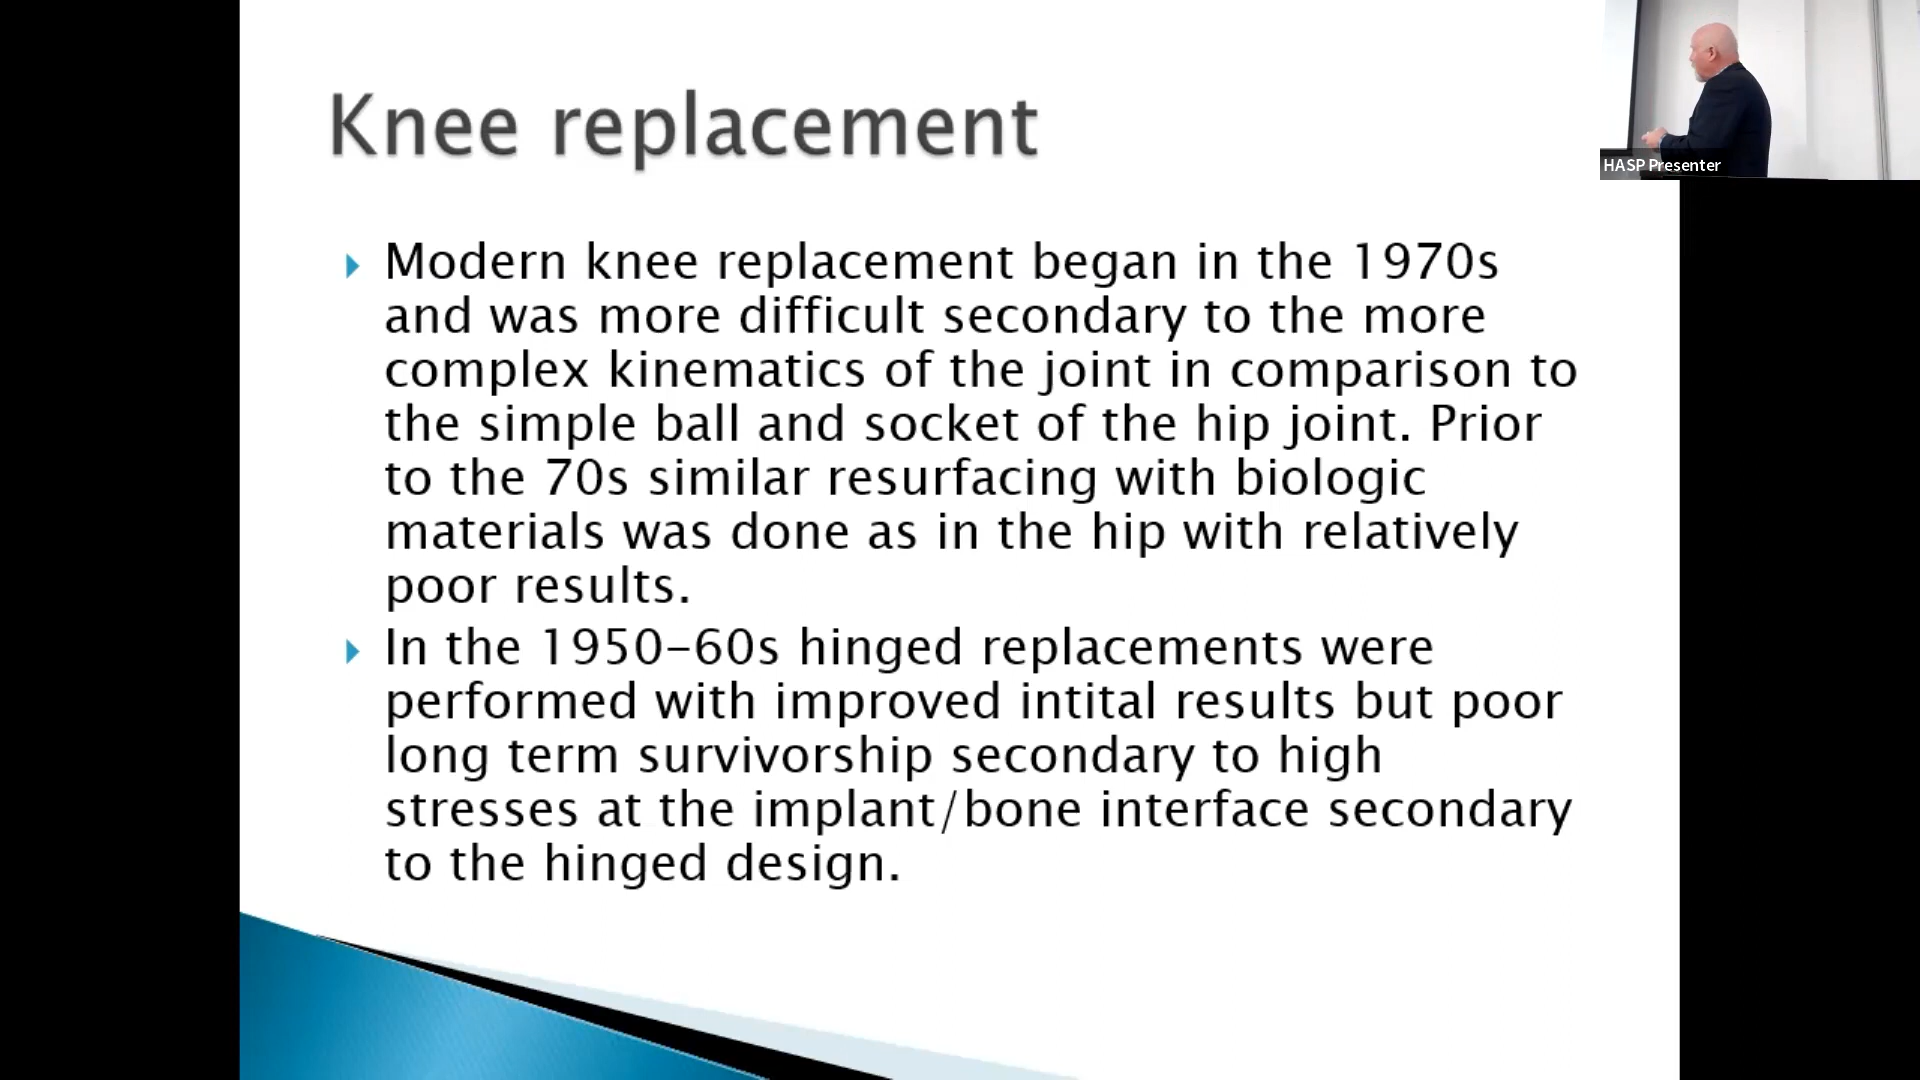 Knee replacement
HASP Presenter
Modern knee replacement began in the 1970s
and was more difficult secondary to the more
complex kinematics of the joint in comparison to
the simple ball and socket of the hip joint. Prior
to the 70s similar resurfacing with biologic
materials was done as in the hip with relatively
poor results.
In the 1950-60s hinged replacements were
performed with improved intital results but poor
long term survivorship secondary to high
stresses at the implant/bone interface secondary
to the hinged design.